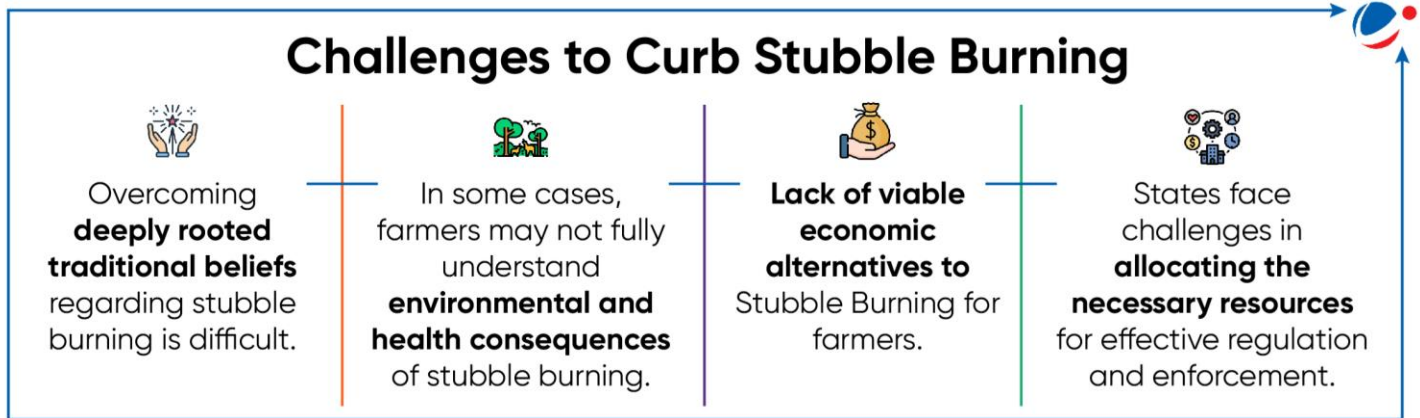 Challenges to Curb Stubble Burning
Overcoming
deeply rooted
traditional beliefs
regarding stubble
burning is difficult.
In some cases,
farmers may not fully
understand
environmental and
health consequences
of stubble burning.
Lack of viable
economic
alternatives to
Stubble Burning for
farmers.
States face
challenges in
allocating the
necessary resources
for effective regulation
and enforcement.